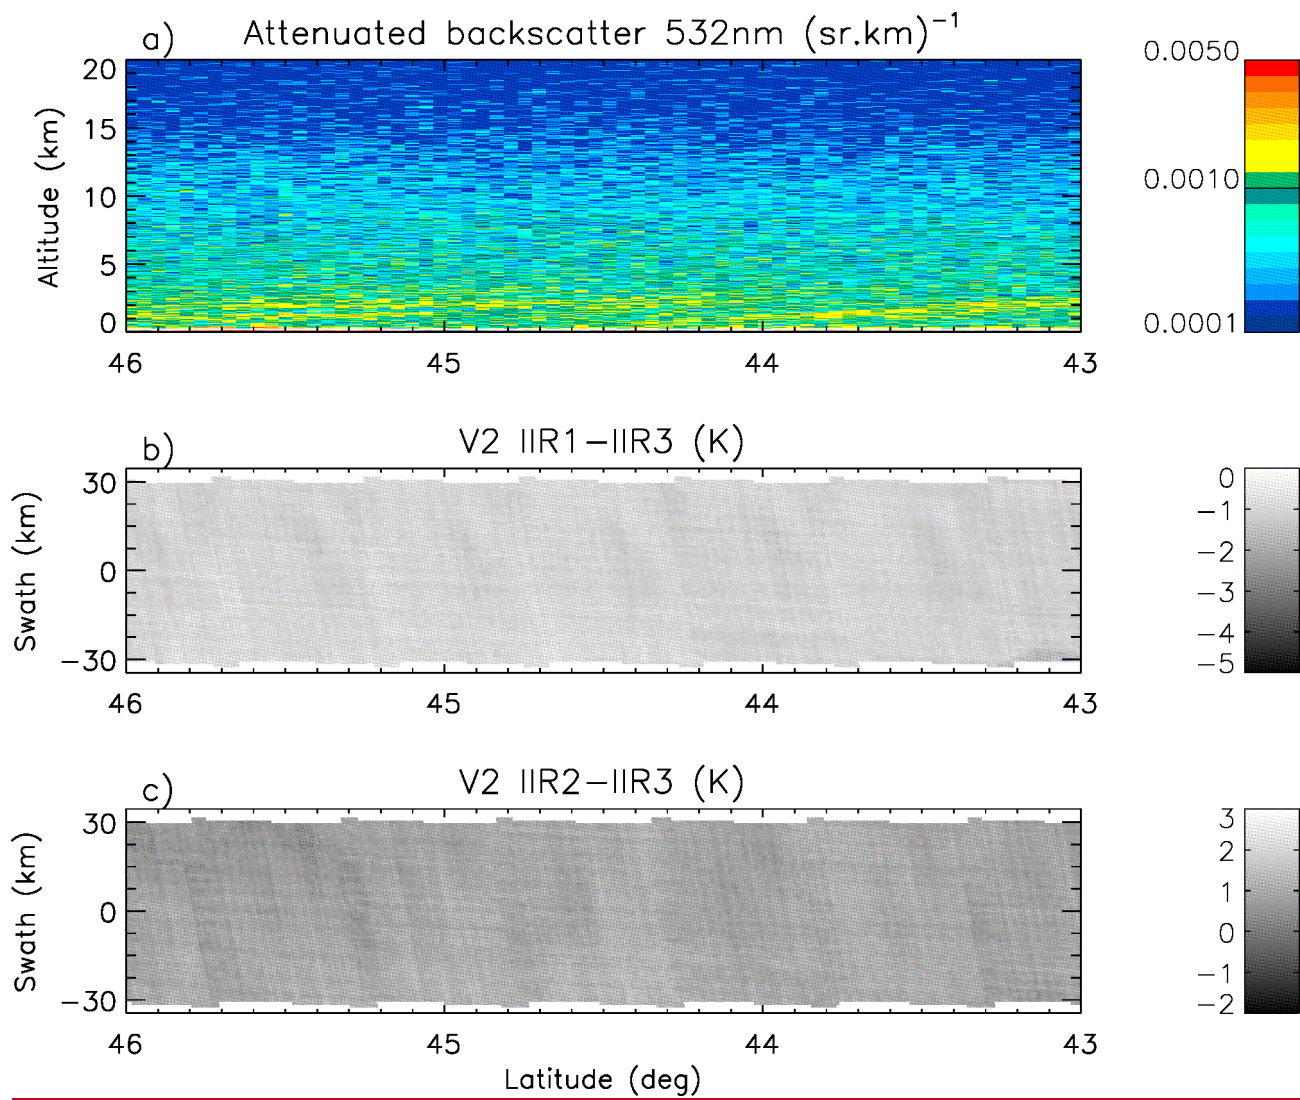 a) Attenuated backscatter 532nm (sr.km)⁻¹
20
15
10
5
0
Altitude (km)
46 45 44 43
0.0050
0.0010
0.0001
b) V2 IIR1−IIR3 (K)
30
0
−30
Swath (km)
46 45 44 43
0
−1
−2
−3
−4
−5
c) V2 IIR2−IIR3 (K)
30
0
−30
Swath (km)
46 45 44 43
Latitude (deg)
3
2
1
0
−1
−2